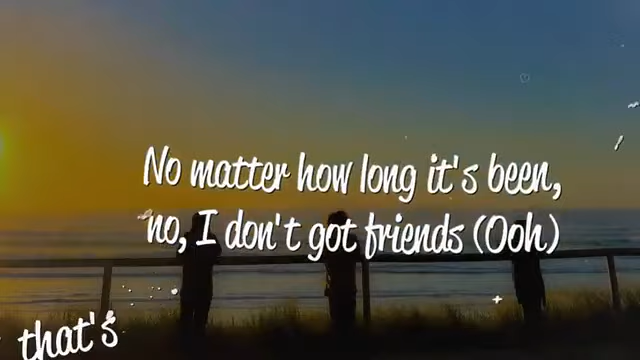 No matter how long it's been,
no, I don't got friends (Ooh)
that's